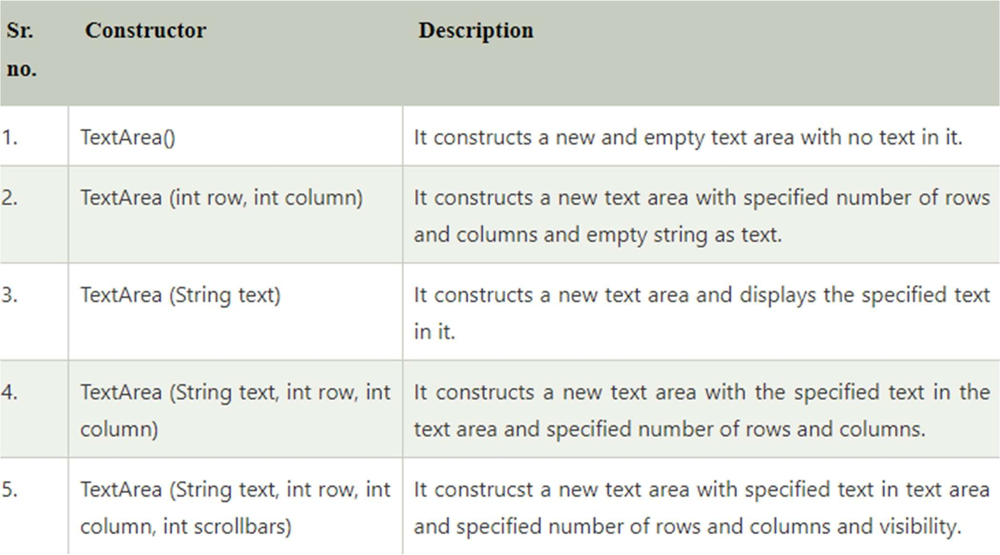 Sr. Constructor Description
no.
1. TextArea() It constructs a new and empty text area with no text in it.
2. TextArea (int row, int column) It constructs a new text area with specified number of rows
and columns and empty string as text.
3. TextArea (String text) It constructs a new text area and displays the specified text
in it.
4. TextArea (String text, int row, int It constructs a new text area with the specified text in the
column) text area and specified number of rows and columns.
5. TextArea (String text, int row, int It construcst a new text area with specified text in text area
column, int scrollbars) and specified number of rows and columns and visibility.